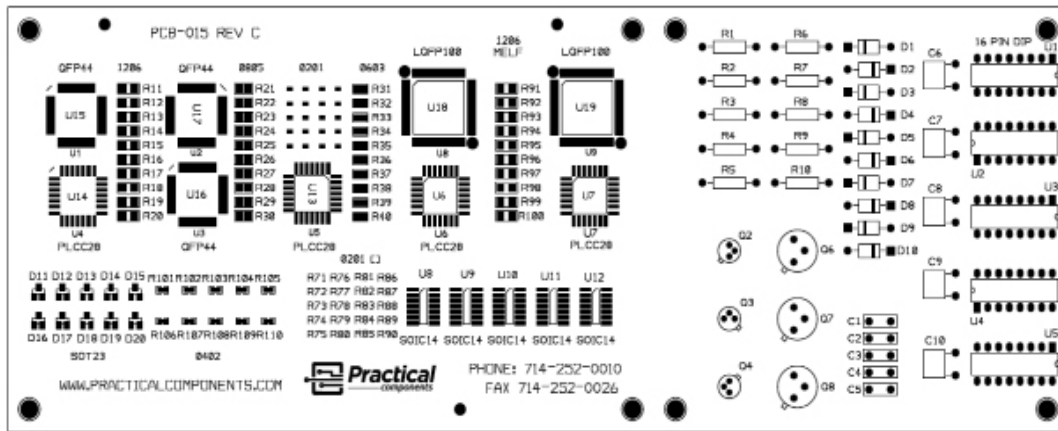 PCB-015 REV C
QFP44 1206 QFP44 0805 0201 0603 LQFP100 1206 MELF LQFP100
U15 U17 U18 U19
U1 U2 U8 U9
R11 R21 R31 R91
R12 R22 R32 R92
R13 R23 R33 R93
R14 R24 R34 R94
R15 R25 R35 R95
R16 R26 R36 R96
R17 R27 R37 R97
R18 R28 R38 R98
R19 R29 R39 R99
R20 R30 R40 R100
U14 U16 U13 U6 U7
U4 U3 U5 U6 U7
PLCC28 QFP44 PLCC28 PLCC28 PLCC28
0201
D11 D12 D13 D14 D15 R101 R102 R103 R104 R105
R71 R76 R81 R86 U8 U9 U10 U11 U12
R72 R77 R82 R87
R73 R78 R83 R88
R74 R79 R84 R89
R75 R80 R85 R90
D16 D17 D18 D19 D20 R106 R107 R108 R109 R110
SOT23 0402
SOIC14 SOIC14 SOIC14 SOIC14 SOIC14
WWW.PRACTICALCOMPONENTS.COM
Practical
components
PHONE: 714-252-0010
FAX 714-252-0026
R1 R6 D1 C6 16 PIN DIP U1
R2 R7 D2
R3 R8 D3
D4
R4 R9 D5 C7
R5 R10 D6 U2
D7 C8 U3
D8
D9
Q2 Q6 D10 C9
Q3 Q7 C1 U4
C2 C10 U5
C3
Q4 Q8 C4
C5